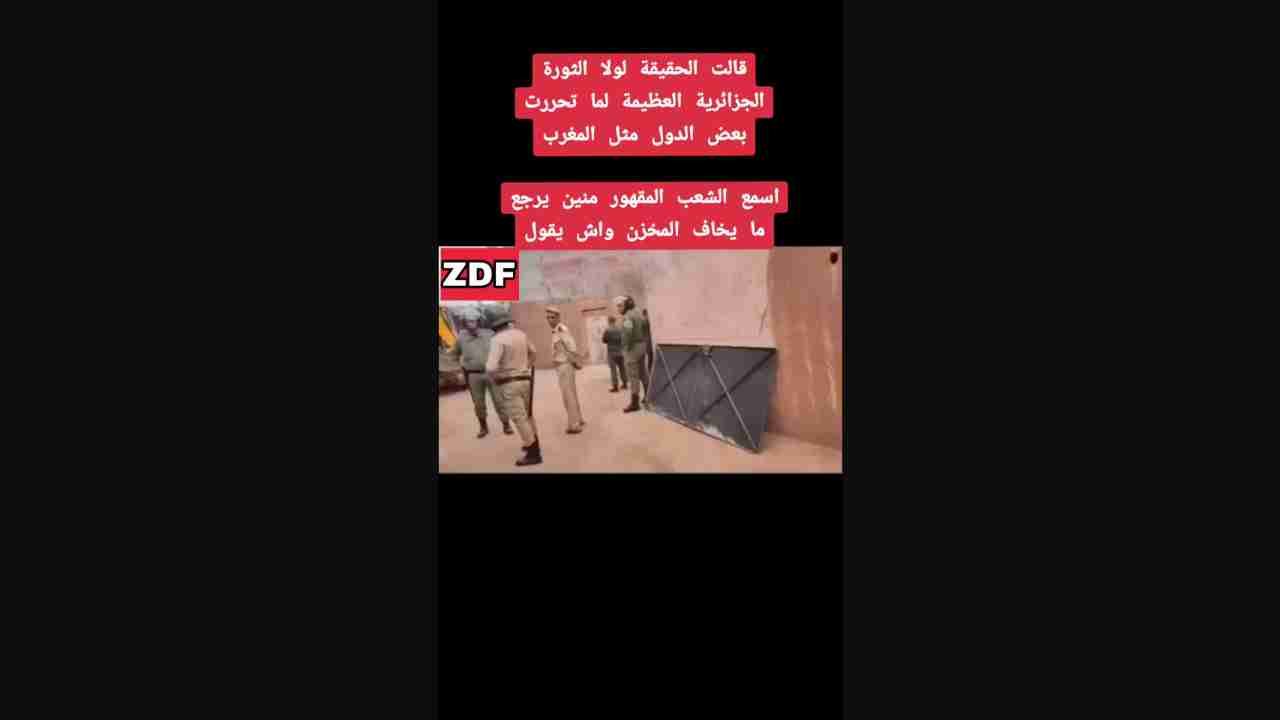 قالت الحقيقة لولا الثورة
الجزائرية العظيمة لما تحررت
بعض الدول مثل المغرب
اسمع الشعب المقهور منين يرجع
ما يخاف المخزن واش يقول
ZDF